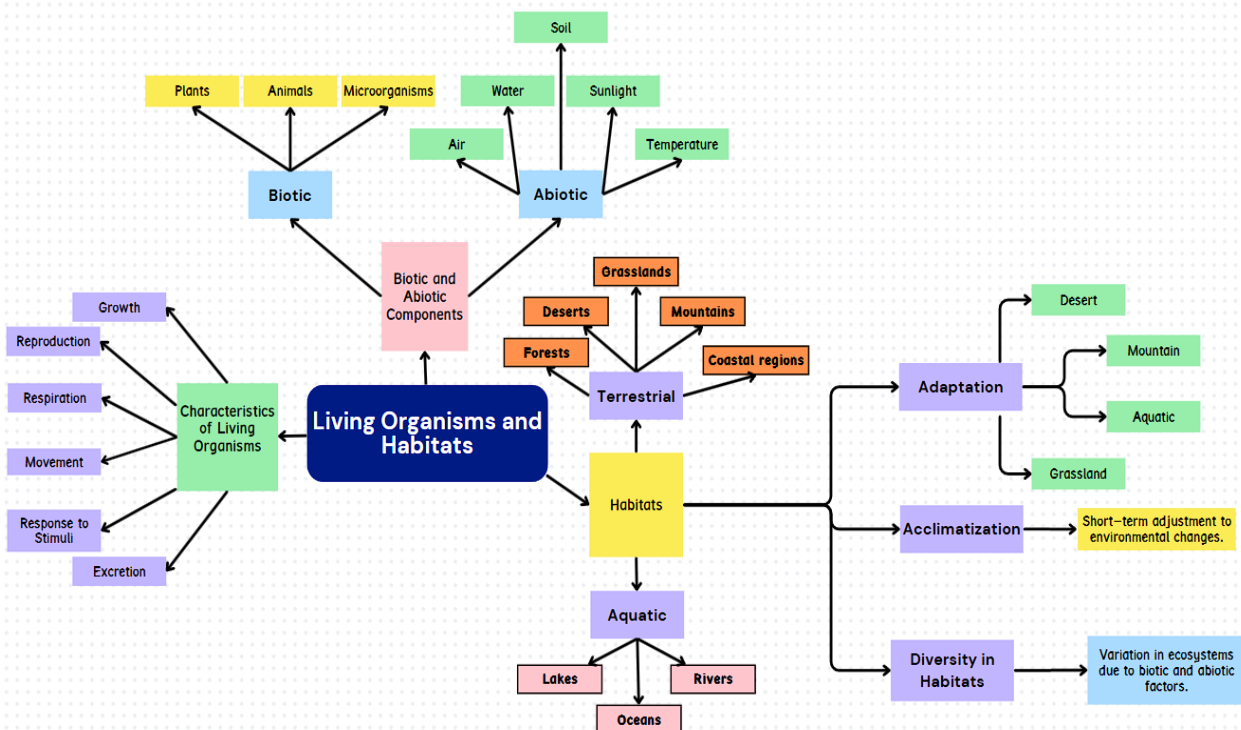 Soil
Plants
Animals
Microorganisms
Water
Sunlight
Air
Temperature
Biotic
Abiotic
Biotic and
Abiotic
Components
Growth
Reproduction
Respiration
Movement
Response to
Stimuli
Excretion
Characteristics
of Living
Organisms
Living Organisms and
Habitats
Grasslands
Deserts
Mountains
Forests
Coastal regions
Terrestrial
Habitats
Aquatic
Lakes
Rivers
Oceans
Adaptation
Desert
Mountain
Aquatic
Grassland
Acclimatization
Short-term adjustment to
environmental changes.
Diversity in
Habitats
Variation in ecosystems
due to biotic and abiotic
factors.